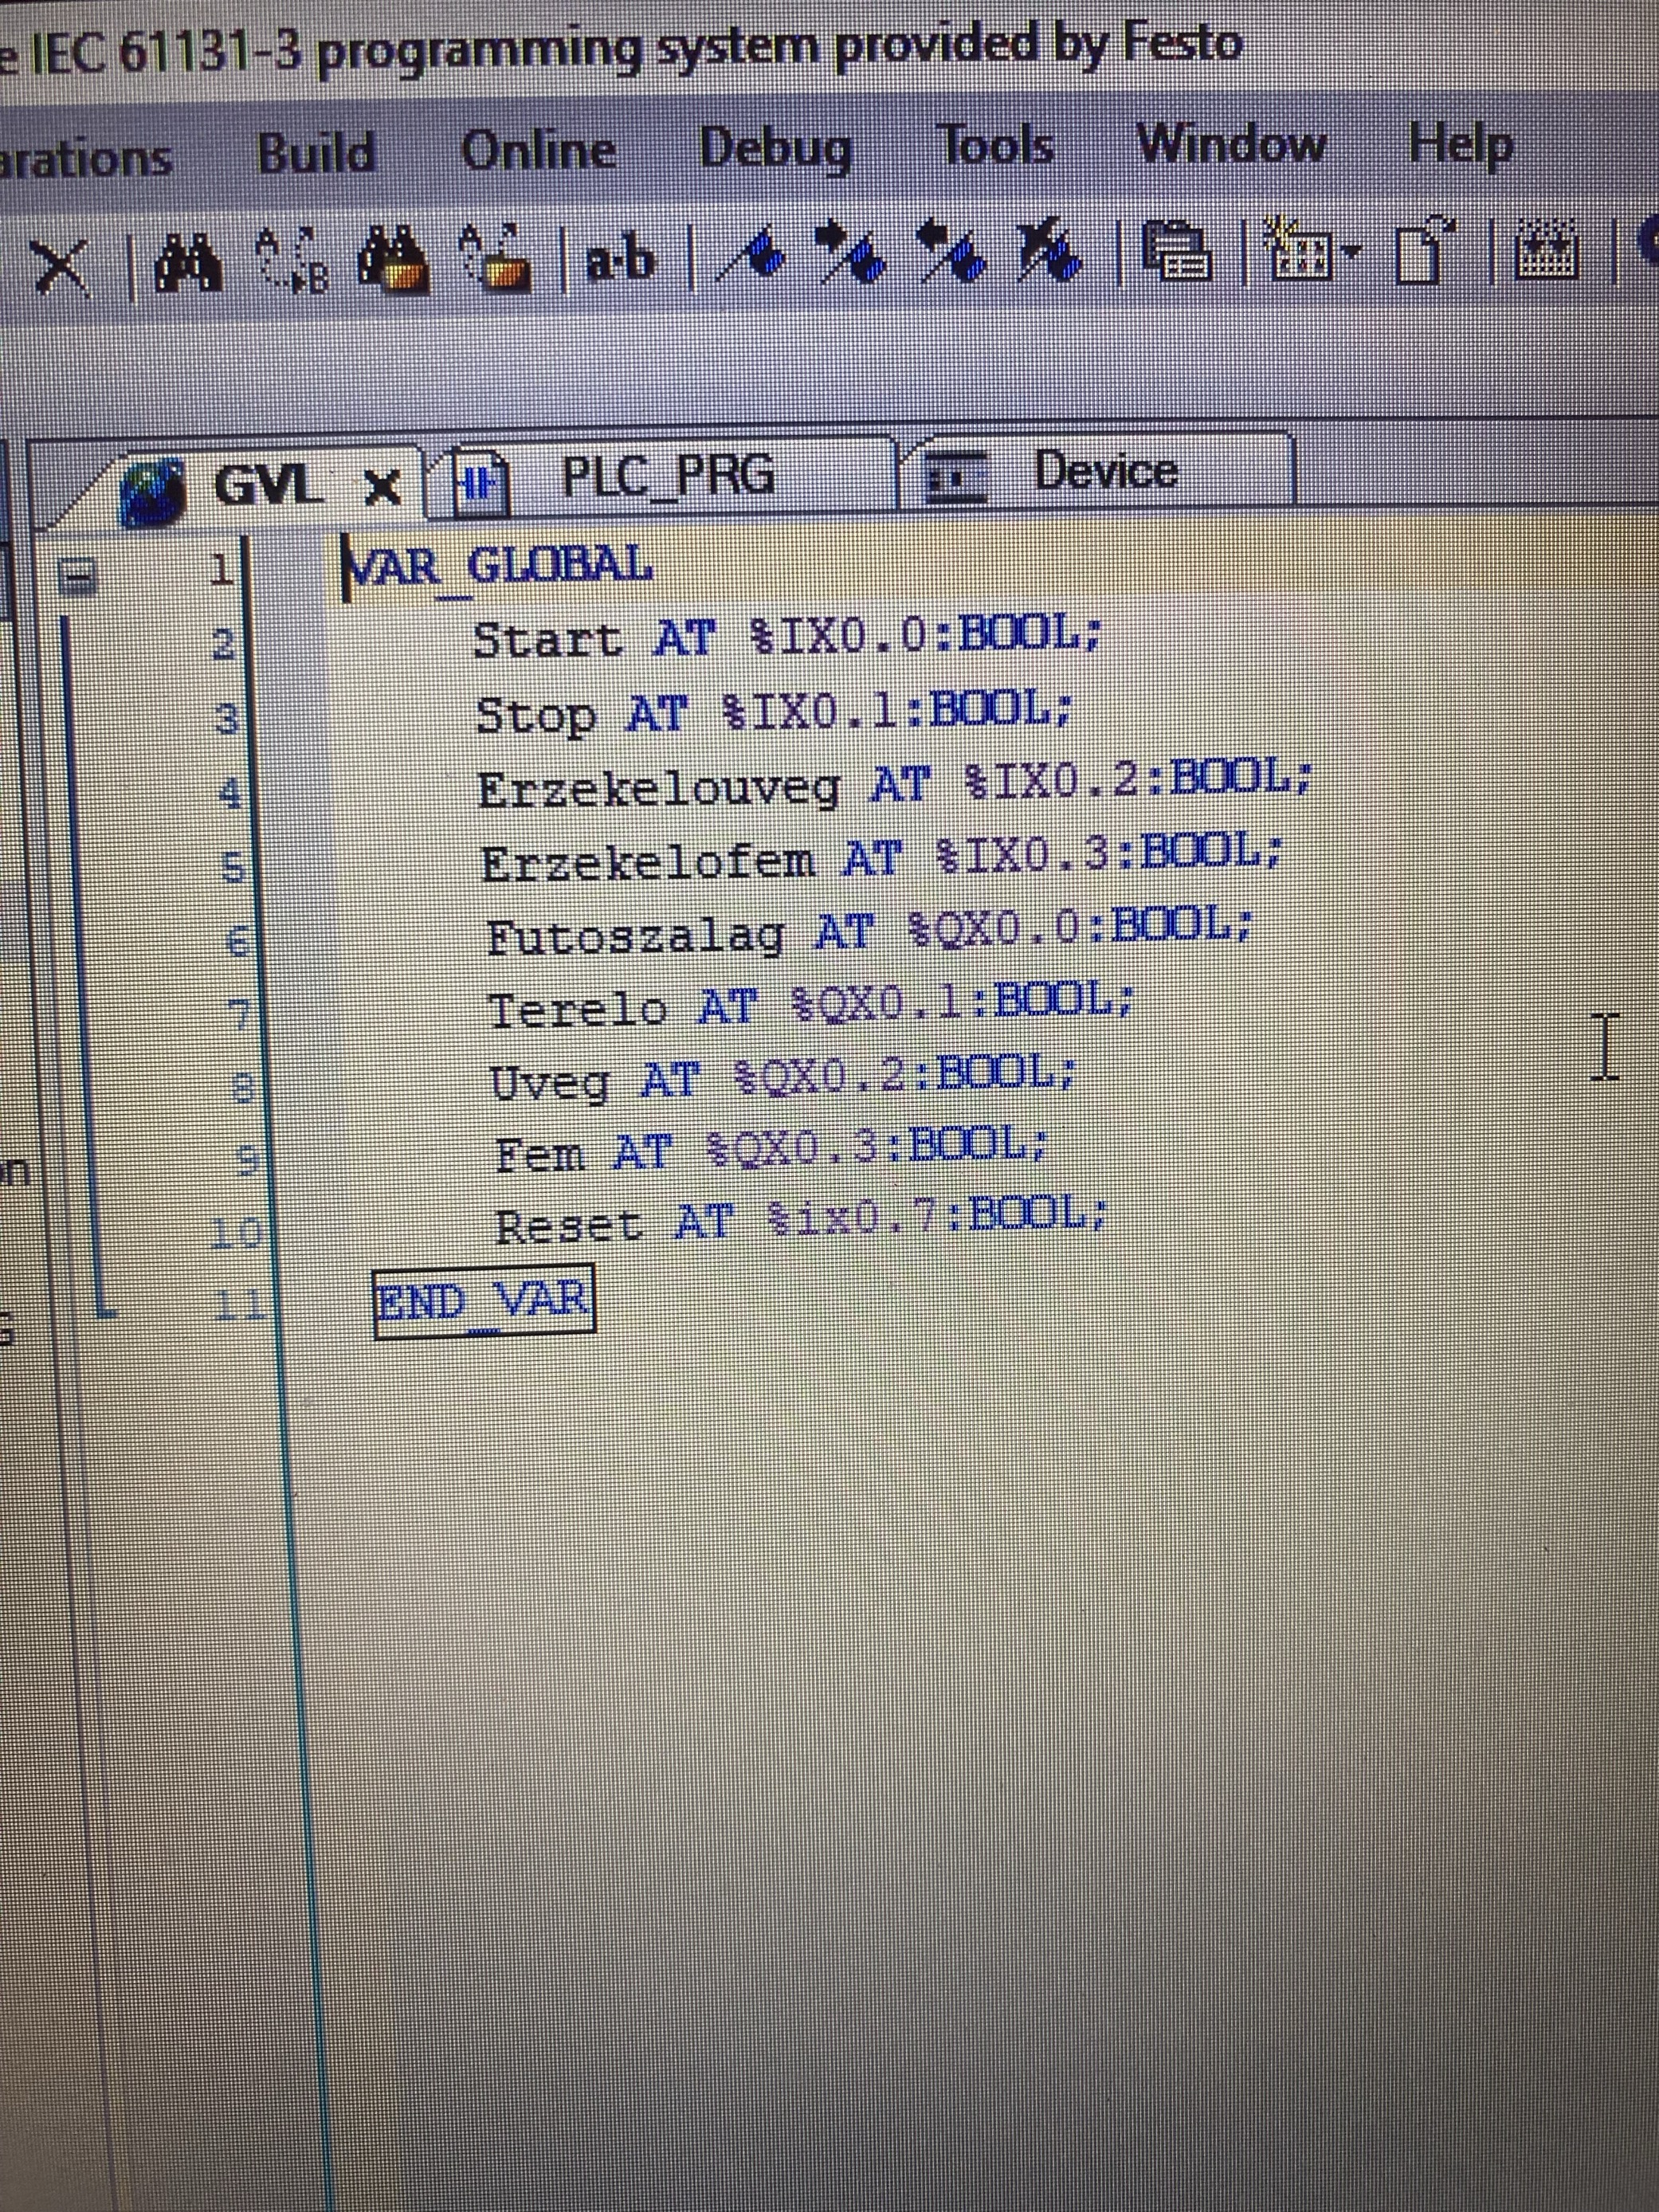 e IEC 61131-3 programming system provided by Festo
arations Build Online Debug Tools Window Help
A B A a·b
GVL PLC_PRG Device
1 VAR_GLOBAL
2 Start AT %IX0.0:BOOL;
3 Stop AT %IX0.1:BOOL;
4 Erzekelouveg AT %IX0.2:BOOL;
5 Erzekelofem AT %IX0.3:BOOL;
6 Futoszalag AT %QX0.0:BOOL;
7 Terelo AT %QX0.1:BOOL;
8 Uveg AT %QX0.2:BOOL;
9 Fem AT %QX0.3:BOOL;
10 Reset AT %ix0.7:BOOL;
11 END_VAR